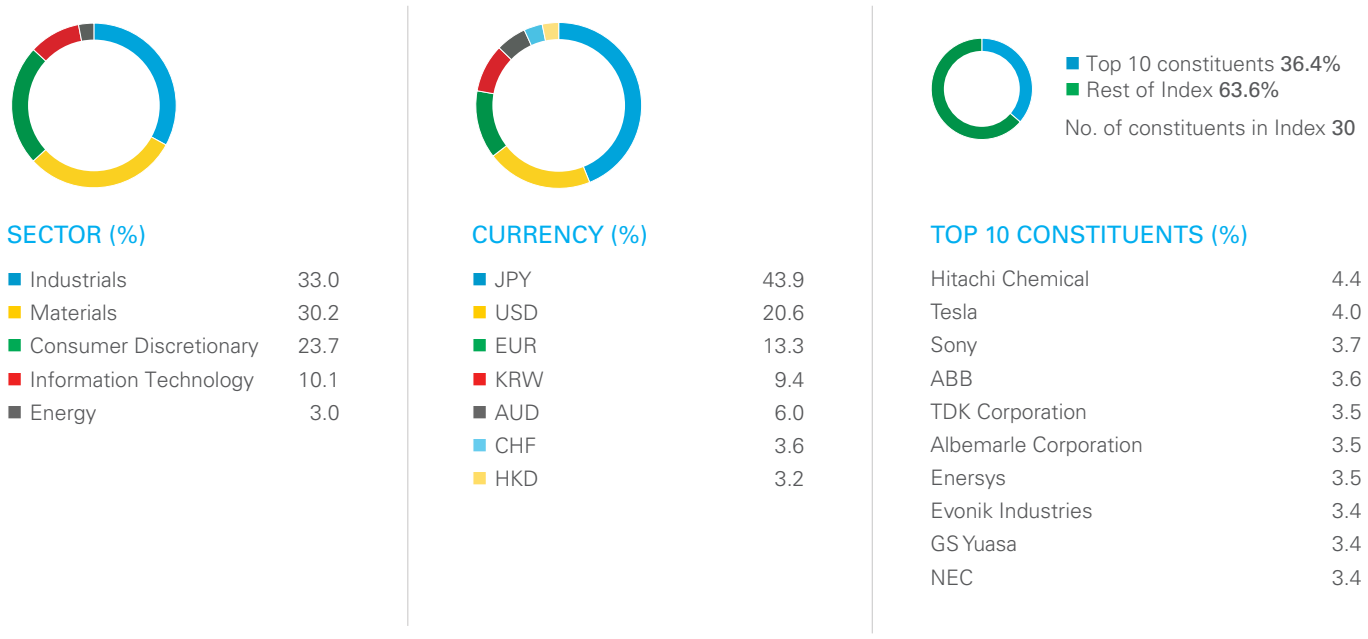 SECTOR (%)
Industrials 33.0
Materials 30.2
Consumer Discretionary 23.7
Information Technology 10.1
Energy 3.0
CURRENCY (%)
JPY 43.9
USD 20.6
EUR 13.3
KRW 9.4
AUD 6.0
CHF 3.6
HKD 3.2
Top 10 constituents 36.4%
Rest of Index 63.6%
No. of constituents in Index 30
TOP 10 CONSTITUENTS (%)
Hitachi Chemical 4.4
Tesla 4.0
Sony 3.7
ABB 3.6
TDK Corporation 3.5
Albemarle Corporation 3.5
Enersys 3.5
Evonik Industries 3.4
GS Yuasa 3.4
NEC 3.4